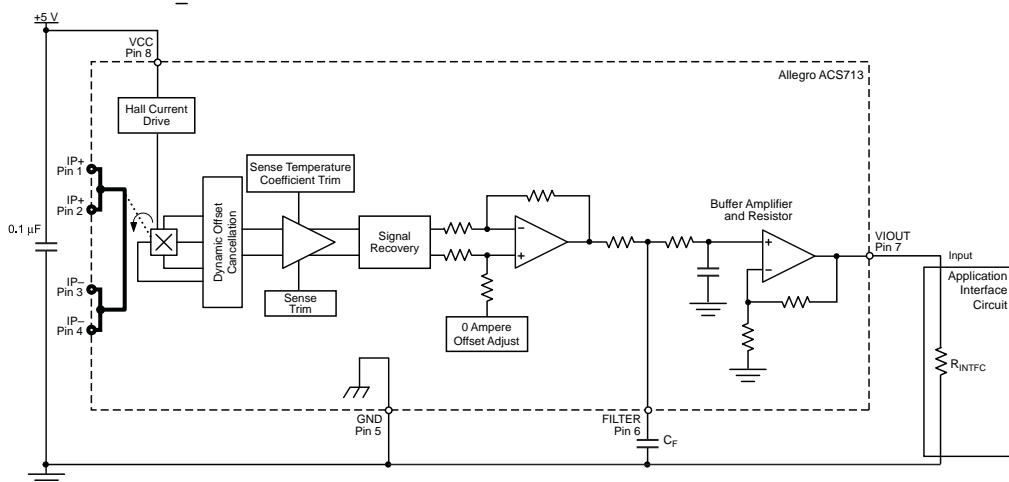 +5 V
VCC
Pin 8
Allegro ACS713
Hall Current
Drive
IP+
Pin 1
IP+
Pin 2
0.1 µF
IP–
Pin 3
IP–
Pin 4
Dynamic Offset
Cancellation
Sense Temperature
Coefficient Trim
Sense
Trim
Signal
Recovery
0 Ampere
Offset Adjust
–
+
Buffer Amplifier
and Resistor
+
–
VIOUT
Pin 7
Input
Application
Interface
Circuit
RINTFC
GND
Pin 5
FILTER
Pin 6
CF